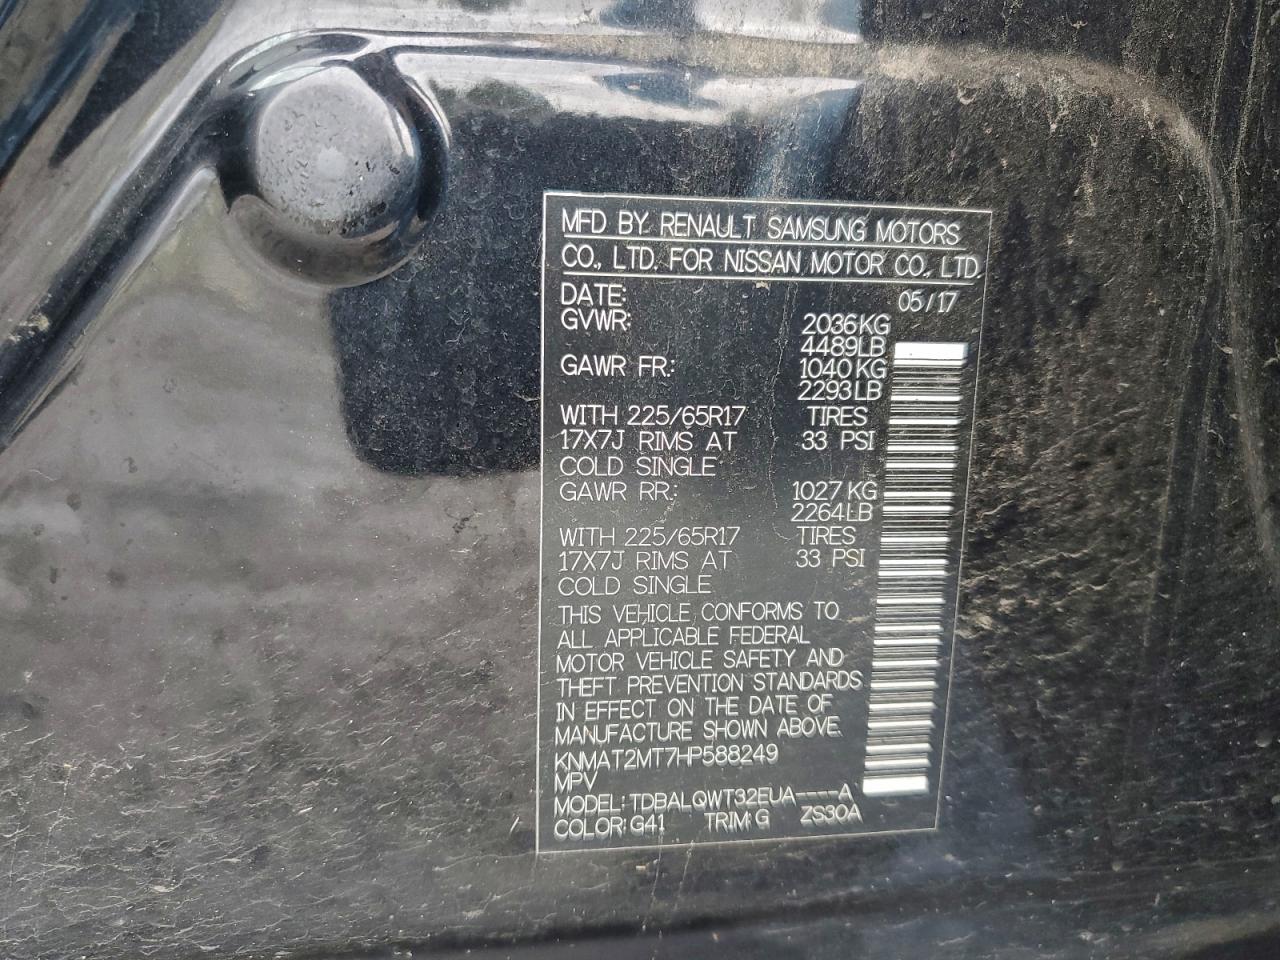 MFD BY RENAULT SAMSUNG MOTORS
CO., LTD. FOR NISSAN MOTOR CO., LTD.
DATE: 05/17
GVWR: 2036KG
4489LB
GAWR FR: 1040KG
2293LB
WITH 225/65R17 TIRES
17X7J RIMS AT 33 PSI
COLD SINGLE
GAWR RR: 1027KG
2264LB
WITH 225/65R17 TIRES
17X7J RIMS AT 33 PSI
COLD SINGLE
THIS VEHICLE CONFORMS TO
ALL APPLICABLE FEDERAL
MOTOR VEHICLE SAFETY AND
THEFT PREVENTION STANDARDS
IN EFFECT ON THE DATE OF
MANUFACTURE SHOWN ABOVE.
KNMAT2MT7HP588249
MPV
MODEL: TDBALQWT32EUA----A
COLOR: G41 TRIM: G ZS30A